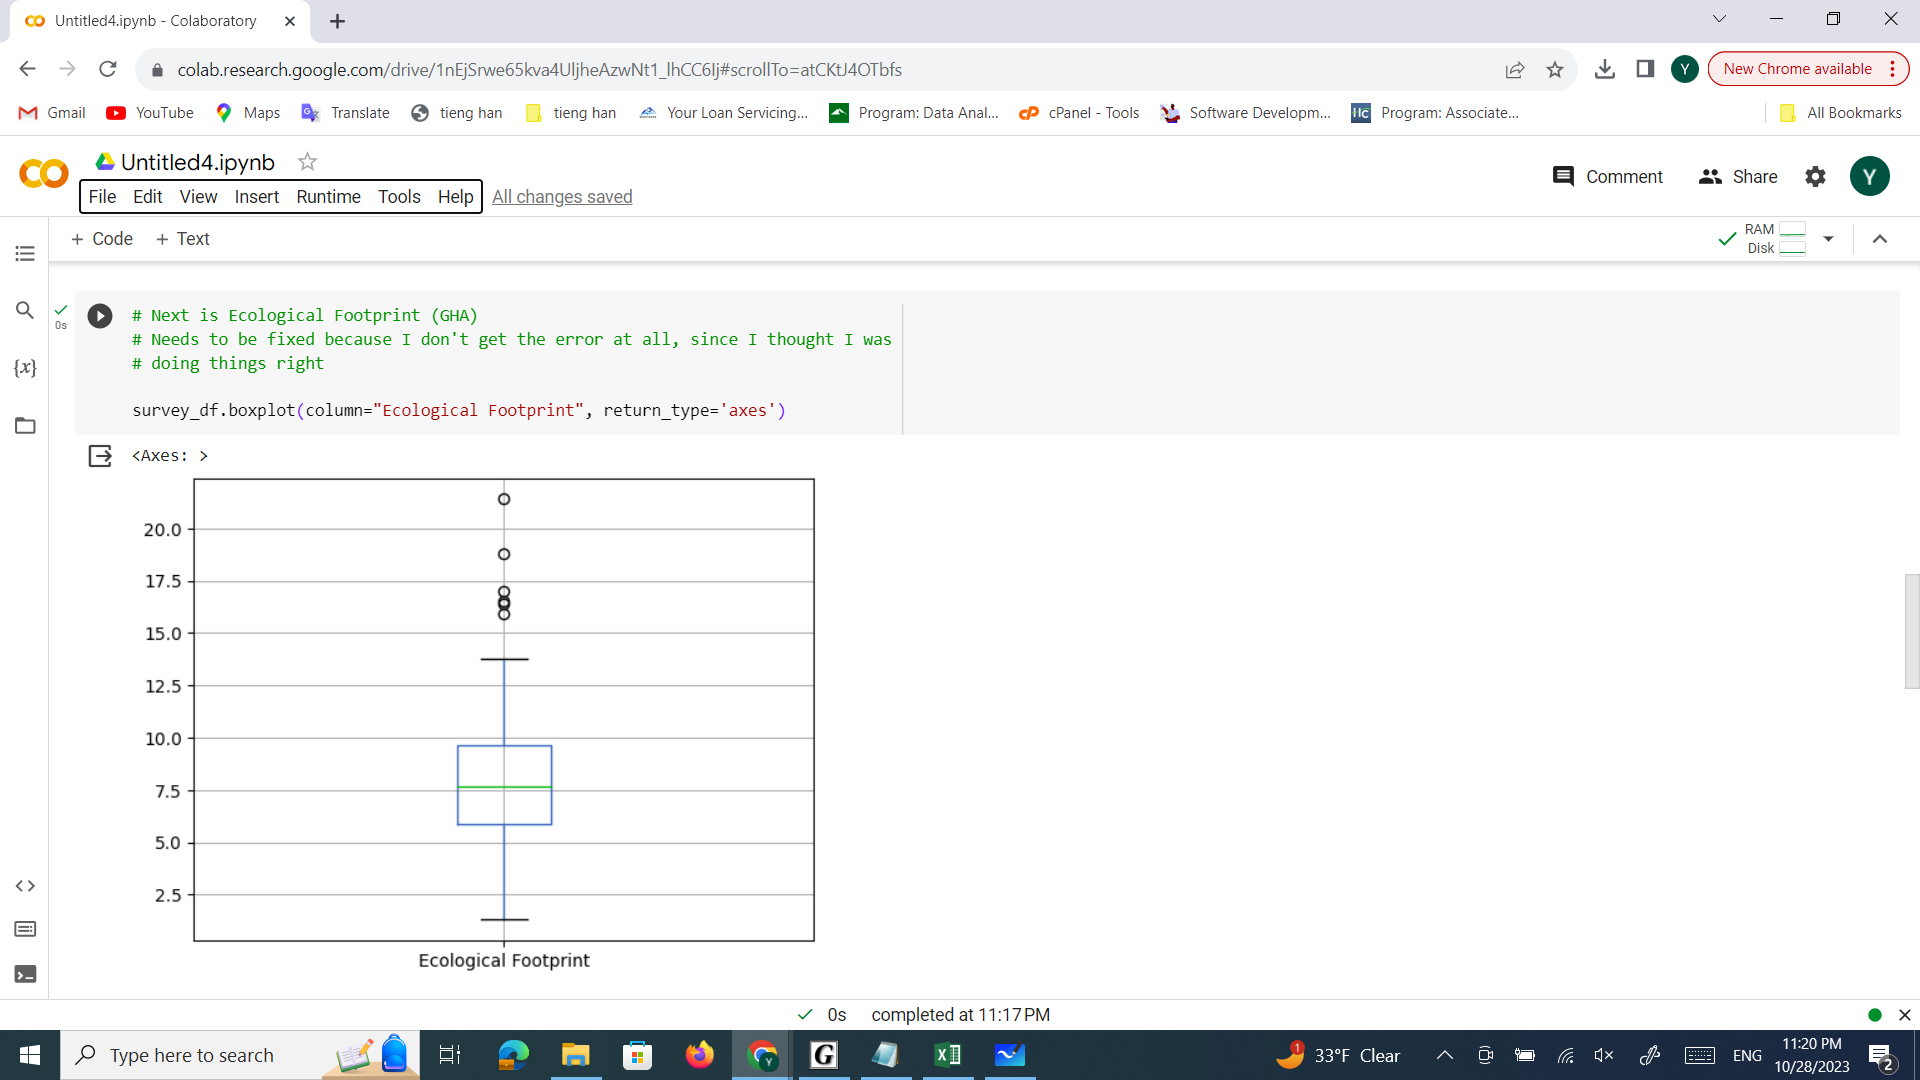 Untitled4.ipynb - Colaboratory
colab.research.google.com/drive/1nEjSrwe65kva4UljheAzwNt1_lhCC6Ij#scrollTo=atCKtJ4OTbfs
Y
New Chrome available
Gmail
YouTube
Maps
Translate
tieng han
tieng han
Your Loan Servicing...
Program: Data Anal...
cPanel - Tools
Software Developm...
HC
Program: Associate...
All Bookmarks
Untitled4.ipynb
Comment
Share
Y
File Edit View Insert Runtime Tools Help All changes saved
+ Code + Text
RAM
Disk
0s
{x}
# Next is Ecological Footprint (GHA)
# Needs to be fixed because I don't get the error at all, since I thought I was
# doing things right
survey_df.boxplot(column="Ecological Footprint", return_type='axes')
<Axes: >
20.0
17.5
15.0
12.5
10.0
7.5
5.0
2.5
Ecological Footprint
0s completed at 11:17 PM
Type here to search
Y
G
1
33°F Clear
ENG
11:20 PM
10/28/2023
2